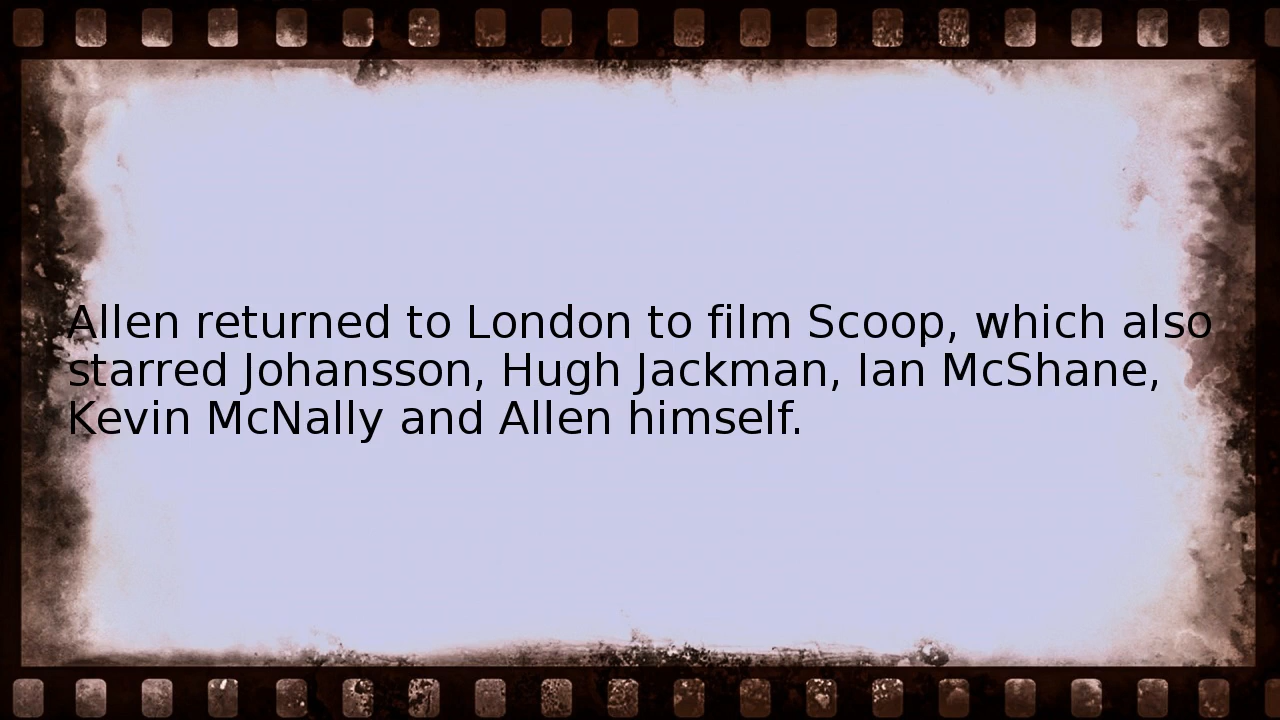 Allen returned to London to film Scoop, which also
starred Johansson, Hugh Jackman, Ian McShane,
Kevin McNally and Allen himself.